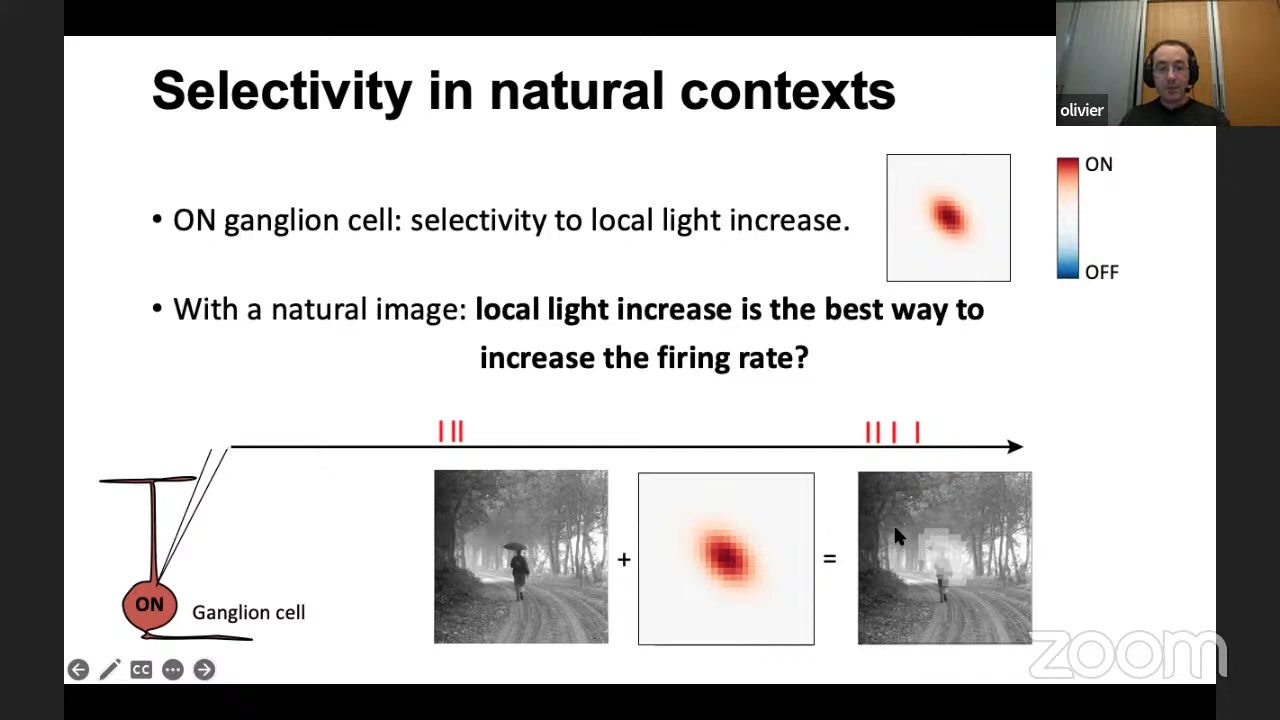 Selectivity in natural contexts
olivier
• ON ganglion cell: selectivity to local light increase.
ON
OFF
• With a natural image: local light increase is the best way to
increase the firing rate?
+
=
ON
Ganglion cell
CC
zoom